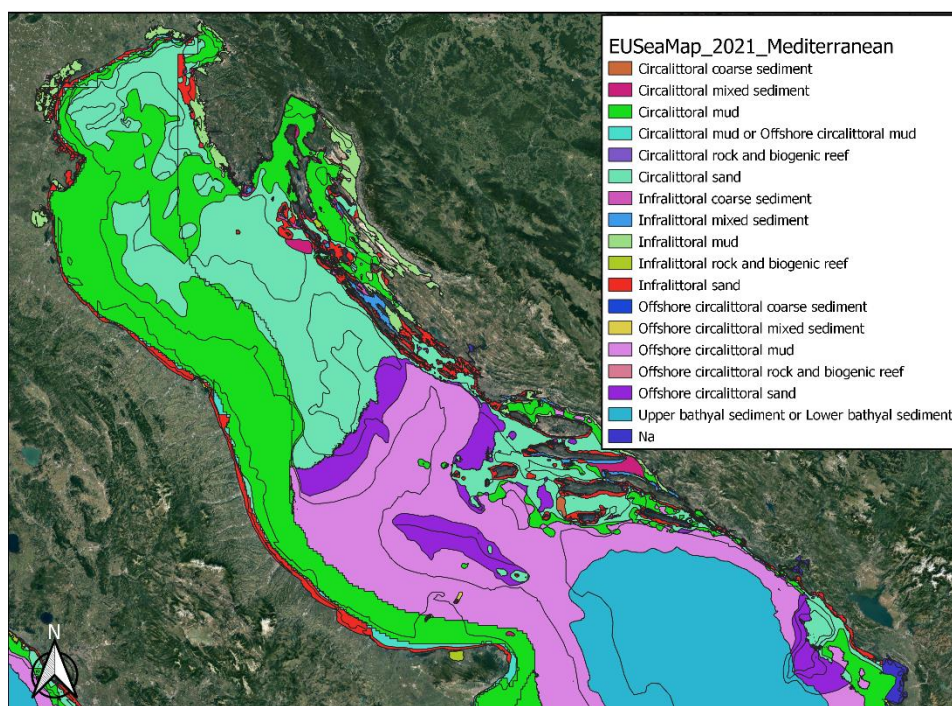 EUSeaMap_2021_Mediterranean
Circalittoral coarse sediment
Circalittoral mixed sediment
Circalittoral mud
Circalittoral mud or Offshore circalittoral mud
Circalittoral rock and biogenic reef
Circalittoral sand
Infralittoral coarse sediment
Infralittoral mixed sediment
Infralittoral mud
Infralittoral rock and biogenic reef
Infralittoral sand
Offshore circalittoral coarse sediment
Offshore circalittoral mixed sediment
Offshore circalittoral mud
Offshore circalittoral rock and biogenic reef
Offshore circalittoral sand
Upper bathyal sediment or Lower bathyal sediment
Na
N